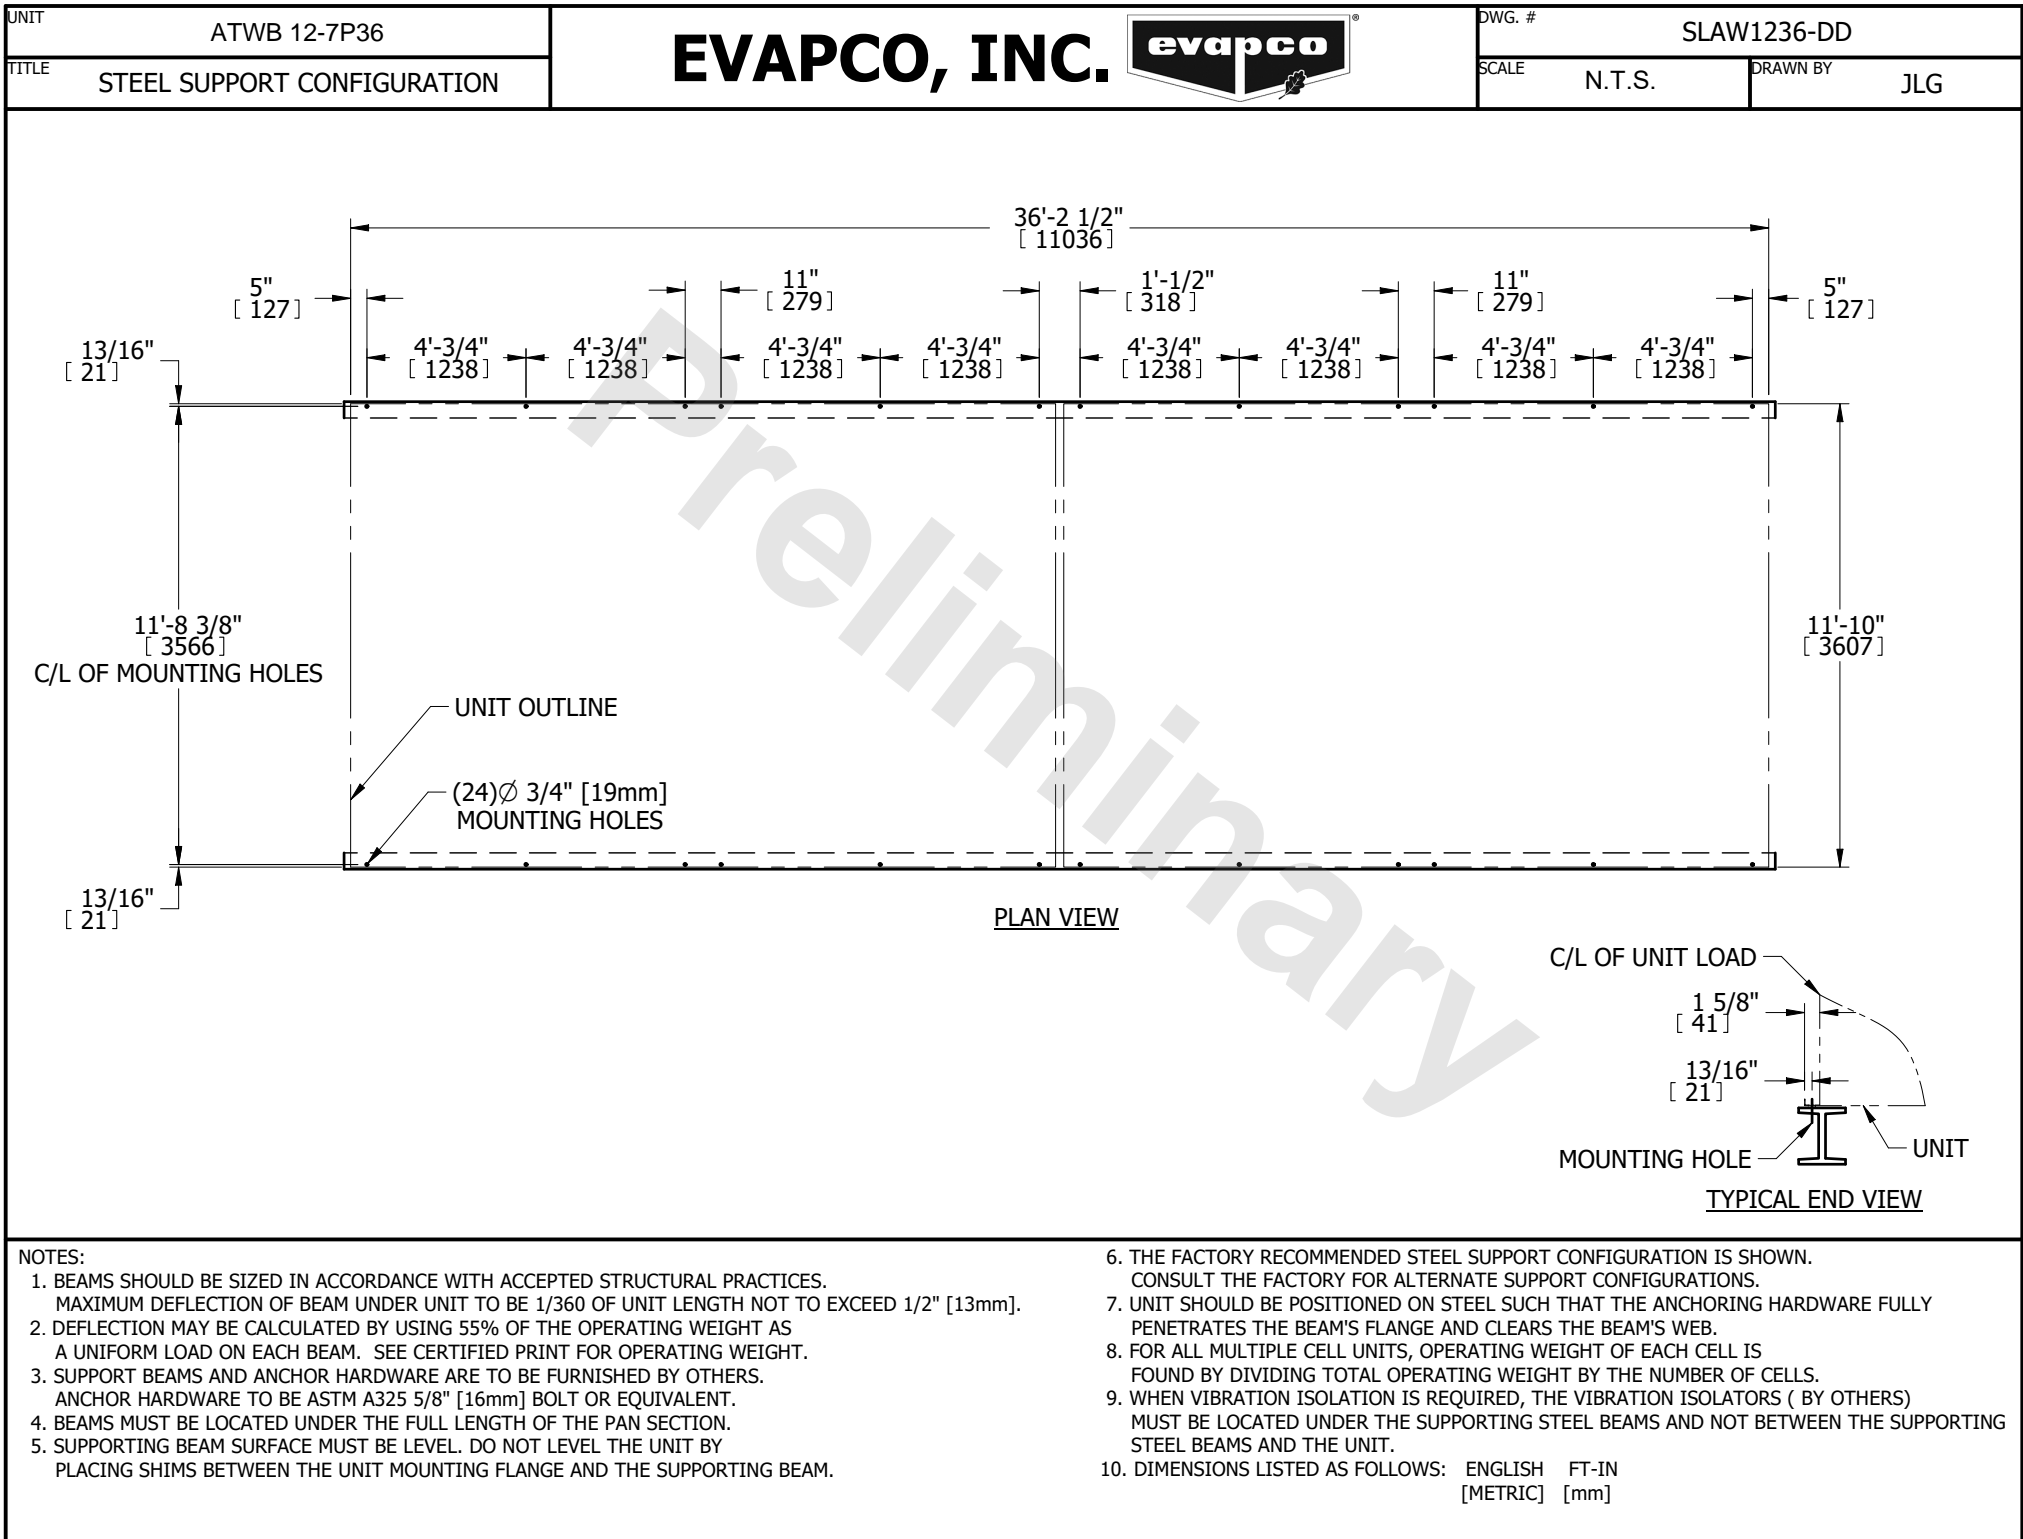 UNIT
ATWB 12-7P36
TITLE
STEEL SUPPORT CONFIGURATION
EVAPCO, INC.
evapco
®
DWG. #
SLAW1236-DD
SCALE
N.T.S.
DRAWN BY
JLG
36'-2 1/2"
[ 11036 ]
5"
[ 127 ]
11"
[ 279 ]
1'-1/2"
[ 318 ]
11"
[ 279 ]
5"
[ 127 ]
13/16"
[ 21 ]
4'-3/4"
[ 1238 ]
4'-3/4"
[ 1238 ]
4'-3/4"
[ 1238 ]
4'-3/4"
[ 1238 ]
4'-3/4"
[ 1238 ]
4'-3/4"
[ 1238 ]
4'-3/4"
[ 1238 ]
4'-3/4"
[ 1238 ]
Preliminary
11'-8 3/8"
[ 3566 ]
C/L OF MOUNTING HOLES
11'-10"
[ 3607 ]
UNIT OUTLINE
(24)∅ 3/4" [19mm]
MOUNTING HOLES
13/16"
[ 21 ]
PLAN VIEW
C/L OF UNIT LOAD
1 5/8"
[ 41 ]
13/16"
[ 21 ]
MOUNTING HOLE
UNIT
TYPICAL END VIEW
NOTES:
1. BEAMS SHOULD BE SIZED IN ACCORDANCE WITH ACCEPTED STRUCTURAL PRACTICES.
MAXIMUM DEFLECTION OF BEAM UNDER UNIT TO BE 1/360 OF UNIT LENGTH NOT TO EXCEED 1/2" [13mm].
2. DEFLECTION MAY BE CALCULATED BY USING 55% OF THE OPERATING WEIGHT AS
A UNIFORM LOAD ON EACH BEAM. SEE CERTIFIED PRINT FOR OPERATING WEIGHT.
3. SUPPORT BEAMS AND ANCHOR HARDWARE ARE TO BE FURNISHED BY OTHERS.
ANCHOR HARDWARE TO BE ASTM A325 5/8" [16mm] BOLT OR EQUIVALENT.
4. BEAMS MUST BE LOCATED UNDER THE FULL LENGTH OF THE PAN SECTION.
5. SUPPORTING BEAM SURFACE MUST BE LEVEL. DO NOT LEVEL THE UNIT BY
PLACING SHIMS BETWEEN THE UNIT MOUNTING FLANGE AND THE SUPPORTING BEAM.
6. THE FACTORY RECOMMENDED STEEL SUPPORT CONFIGURATION IS SHOWN.
CONSULT THE FACTORY FOR ALTERNATE SUPPORT CONFIGURATIONS.
7. UNIT SHOULD BE POSITIONED ON STEEL SUCH THAT THE ANCHORING HARDWARE FULLY
PENETRATES THE BEAM'S FLANGE AND CLEARS THE BEAM'S WEB.
8. FOR ALL MULTIPLE CELL UNITS, OPERATING WEIGHT OF EACH CELL IS
FOUND BY DIVIDING TOTAL OPERATING WEIGHT BY THE NUMBER OF CELLS.
9. WHEN VIBRATION ISOLATION IS REQUIRED, THE VIBRATION ISOLATORS ( BY OTHERS)
MUST BE LOCATED UNDER THE SUPPORTING STEEL BEAMS AND NOT BETWEEN THE SUPPORTING
STEEL BEAMS AND THE UNIT.
10. DIMENSIONS LISTED AS FOLLOWS: ENGLISH FT-IN
[METRIC] [mm]